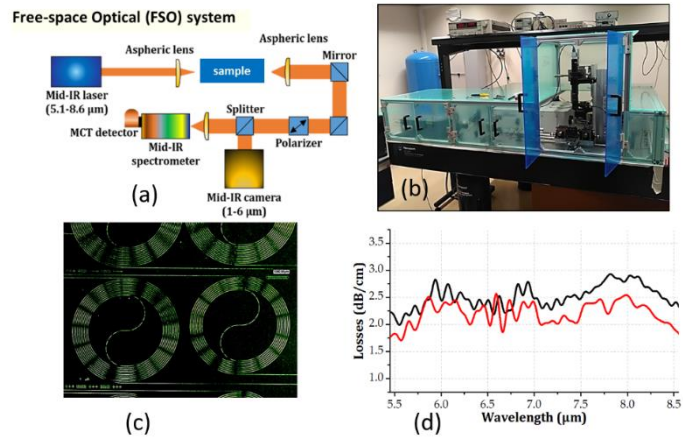 Free-space Optical (FSO) system
Aspheric lens
Aspheric lens
Mirror
sample
Mid-IR laser
(5.1-8.6 μm)
Splitter
MCT detector
Mid-IR
spectrometer
Polarizer
Mid-IR camera
(1-6 μm)
(a)
(b)
(c)
3.5
3.0
2.5
2.0
1.5
1.0
Losses (dB/cm)
5.5
6.0
6.5
7.0
7.5
8.0
8.5
Wavelength (μm)
(d)